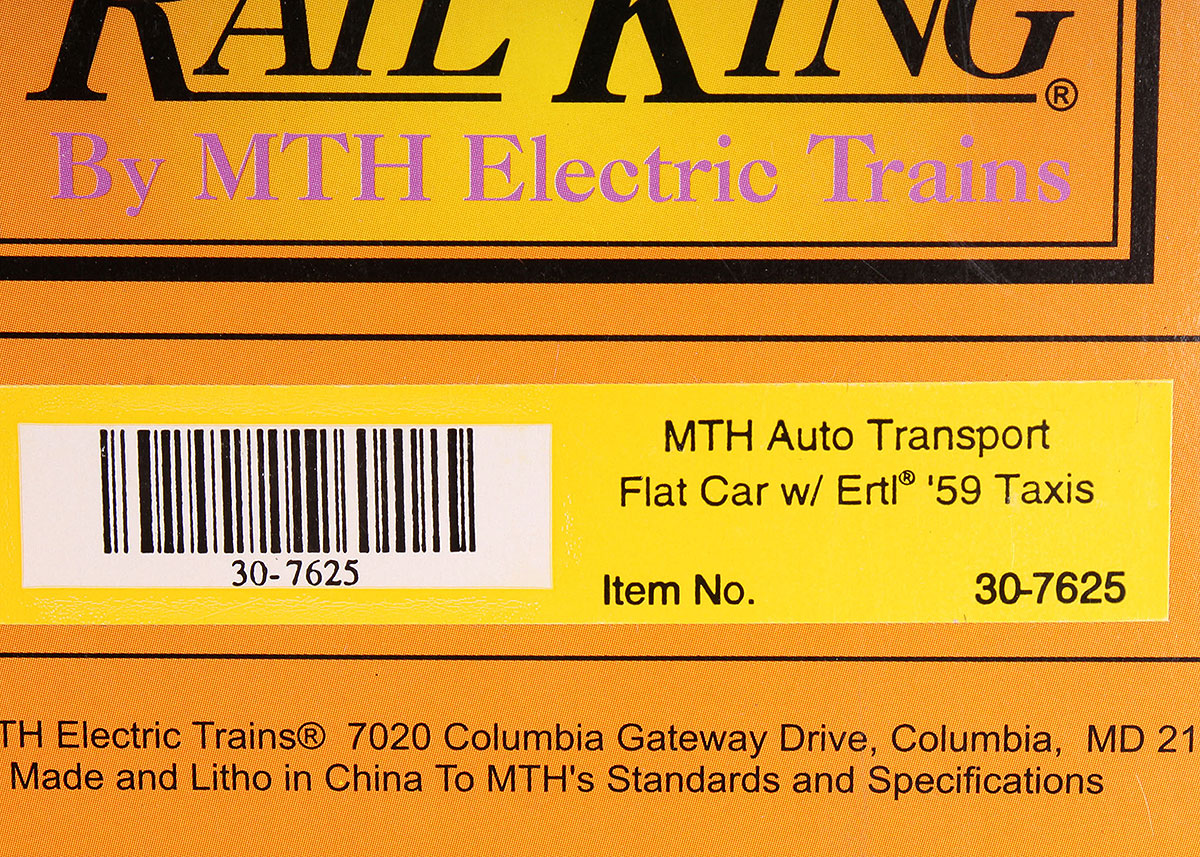 RAIL KING®
By MTH Electric Trains
MTH Auto Transport
Flat Car w/ Ertl® '59 Taxis
30-7625
Item No. 30-7625
TH Electric Trains® 7020 Columbia Gateway Drive, Columbia, MD 21
Made and Litho in China To MTH's Standards and Specifications